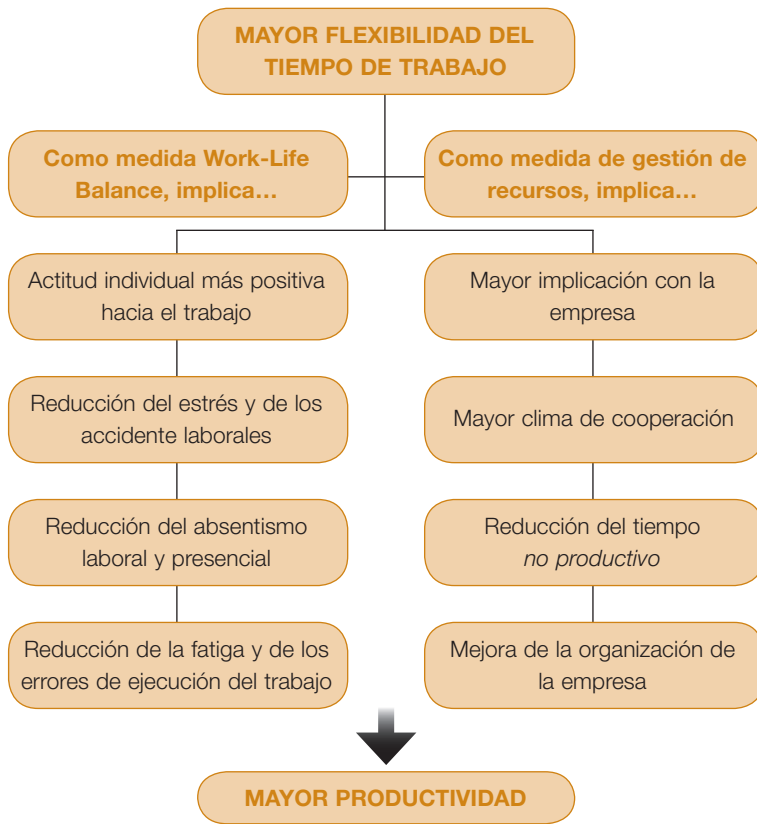 MAYOR FLEXIBILIDAD DEL
TIEMPO DE TRABAJO
Como medida Work-Life
Balance, implica…
Como medida de gestión de
recursos, implica…
Actitud individual más positiva
hacia el trabajo
Mayor implicación con la
empresa
Reducción del estrés y de los
accidente laborales
Mayor clima de cooperación
Reducción del absentismo
laboral y presencial
Reducción del tiempo
no productivo
Reducción de la fatiga y de los
errores de ejecución del trabajo
Mejora de la organización de
la empresa
MAYOR PRODUCTIVIDAD